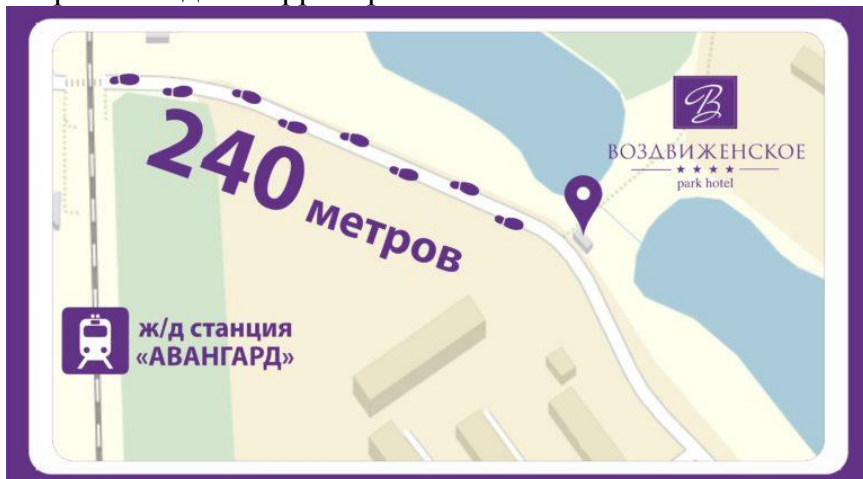 240 метров
В
ВОЗДВИЖЕНСКОЕ
park hotel
ж/д станция
«АВАНГАРД»